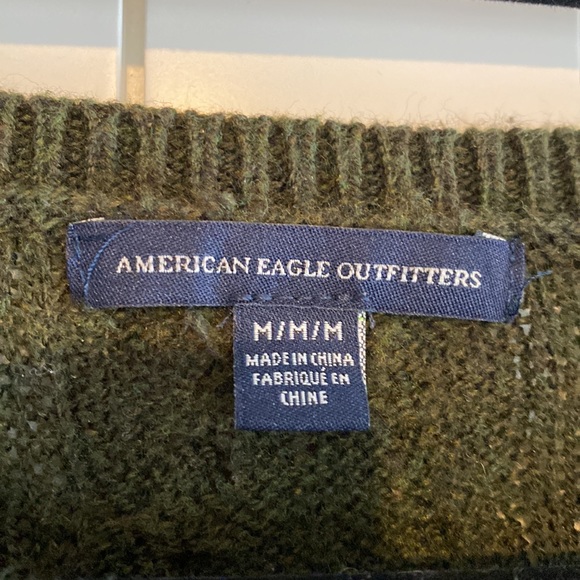 AMERICAN EAGLE OUTFITTERS
M/M/M
MADE IN CHINA
FABRIQUÉ EN
CHINE